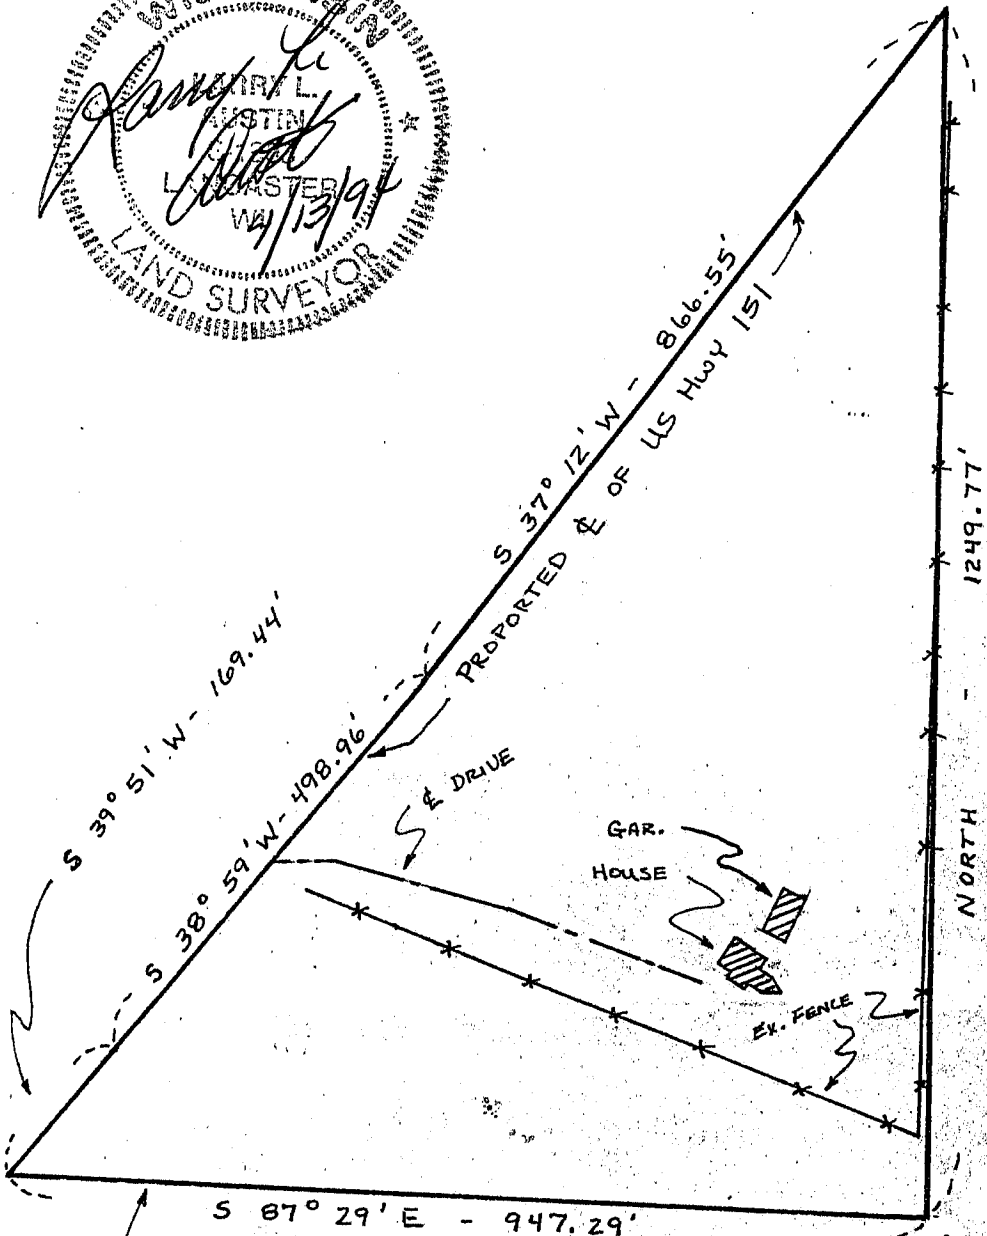 LARRY L.
AUSTIN
LANCASTER
WI
4/13/94
LAND SURVEYOR
S 37° 12' W - 866.55'
PROPORTED ℄ OF US HWY 151
1249.77'
NORTH -
S 39° 51' W - 169.44'
S 38° 59' W - 498.96'
℄ DRIVE
GAR.
HOUSE
EX. FENCE
S 87° 29' E - 947.29'